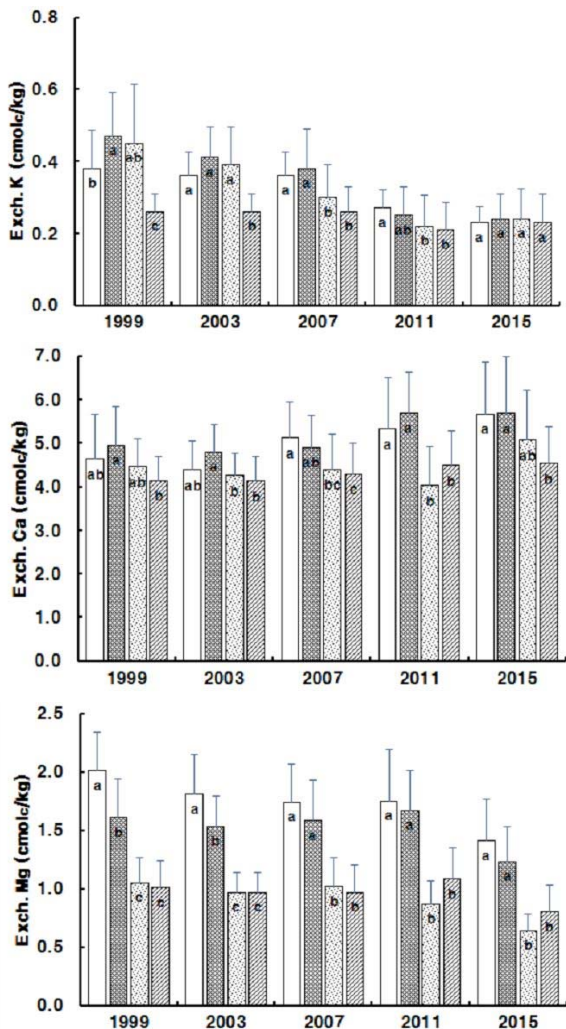 0.8
0.6
0.4
0.2
0.0
Exch. K (cmolc/kg)
b a ab c
a a a b
a a b b
a ab b b
a a a a
1999 2003 2007 2011 2015
7.0
6.0
5.0
4.0
3.0
2.0
1.0
0.0
Exch. Ca (cmolc/kg)
ab a ab b
ab a b b
a ab bc c
a a b b
a a ab b
1999 2003 2007 2011 2015
2.5
2.0
1.5
1.0
0.5
0.0
Exch. Mg (cmolc/kg)
a b c c
a b c c
a a b b
a a b b
a a b b
1999 2003 2007 2011 2015